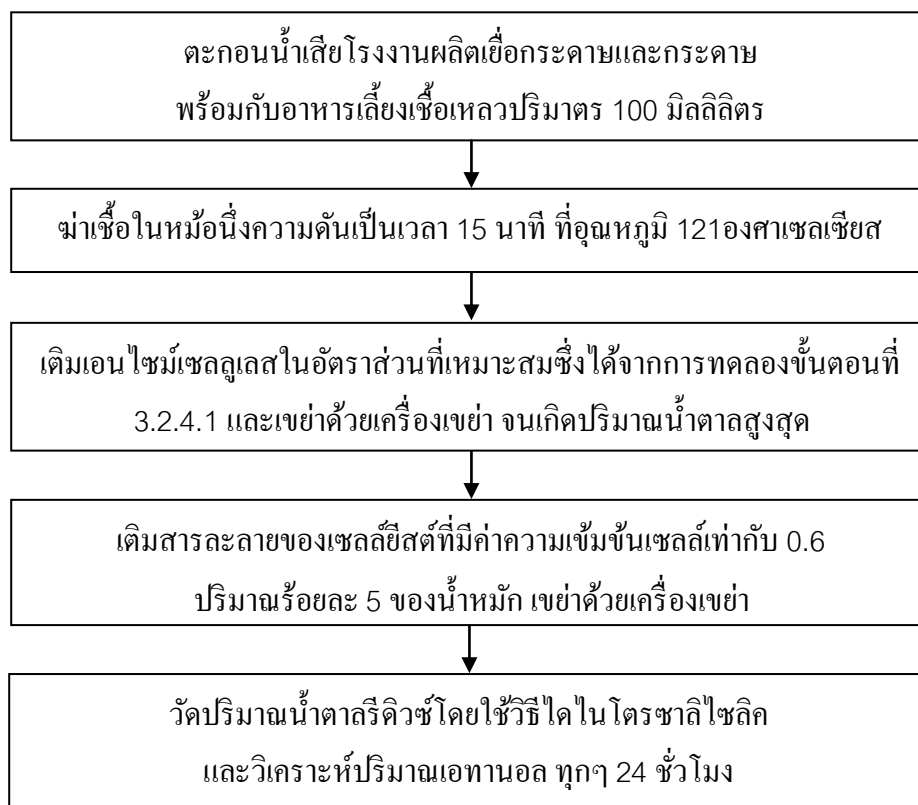 ตะกอนน้ำเสียโรงงานผลิตเยื่อกระดาษและกระดาษ
พร้อมกับอาหารเลี้ยงเชื้อเหลวปริมาตร 100 มิลลิลิตร
ฆ่าเชื้อในหม้อนึ่งความดันเป็นเวลา 15 นาที ที่อุณหภูมิ 121องศาเซลเซียส
เติมเอนไซม์เซลลูเลสในอัตราส่วนที่เหมาะสมซึ่งได้จากการทดลองขั้นตอนที่
3.2.4.1 และเขย่าด้วยเครื่องเขย่า จนเกิดปริมาณน้ำตาลสูงสุด
เติมสารละลายของเซลล์ยีสต์ที่มีค่าความเข้มข้นเซลล์เท่ากับ 0.6
ปริมาณร้อยละ 5 ของน้ำหมัก เขย่าด้วยเครื่องเขย่า
วัดปริมาณน้ำตาลรีดิวซ์โดยใช้วิธีไดไนโตรซาลิไซลิค
และวิเคราะห์ปริมาณเอทานอล ทุกๆ 24 ชั่วโมง